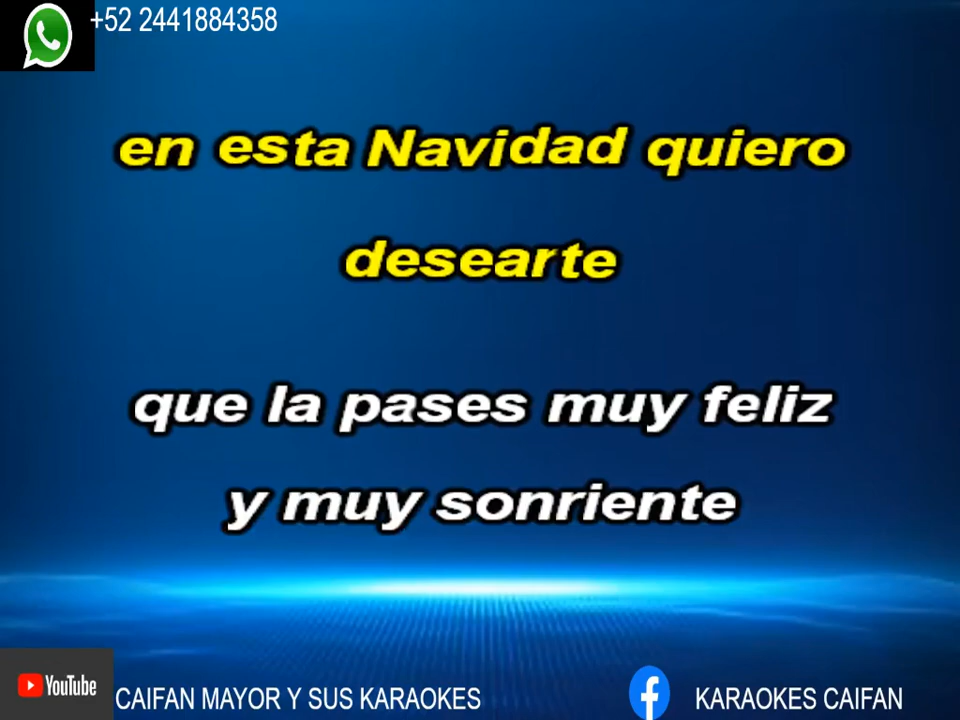 +52 2441884358
en esta Navidad quiero
desearte
que la pases muy feliz
y muy sonriente
YouTube
CAIFAN MAYOR Y SUS KARAOKES
KARAOKES CAIFAN